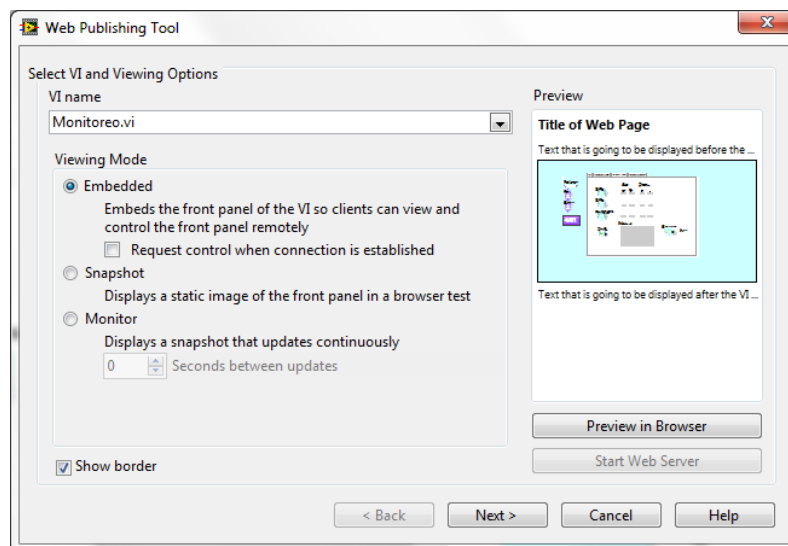 Web Publishing Tool
Select VI and Viewing Options
VI name
Monitoreo.vi
Viewing Mode
Embedded
Embeds the front panel of the VI so clients can view and
control the front panel remotely
Request control when connection is established
Snapshot
Displays a static image of the front panel in a browser test
Monitor
Displays a snapshot that updates continuously
0 Seconds between updates
Show border
Preview
Title of Web Page
Text that is going to be displayed before the ...
Text that is going to be displayed after the VI ...
Preview in Browser
Start Web Server
< Back
Next >
Cancel
Help